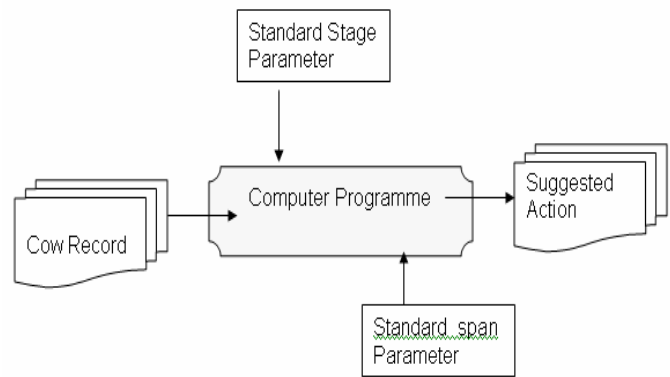 Standard Stage
Parameter
Computer Programme
Suggested
Action
Cow Record
Standard span
Parameter